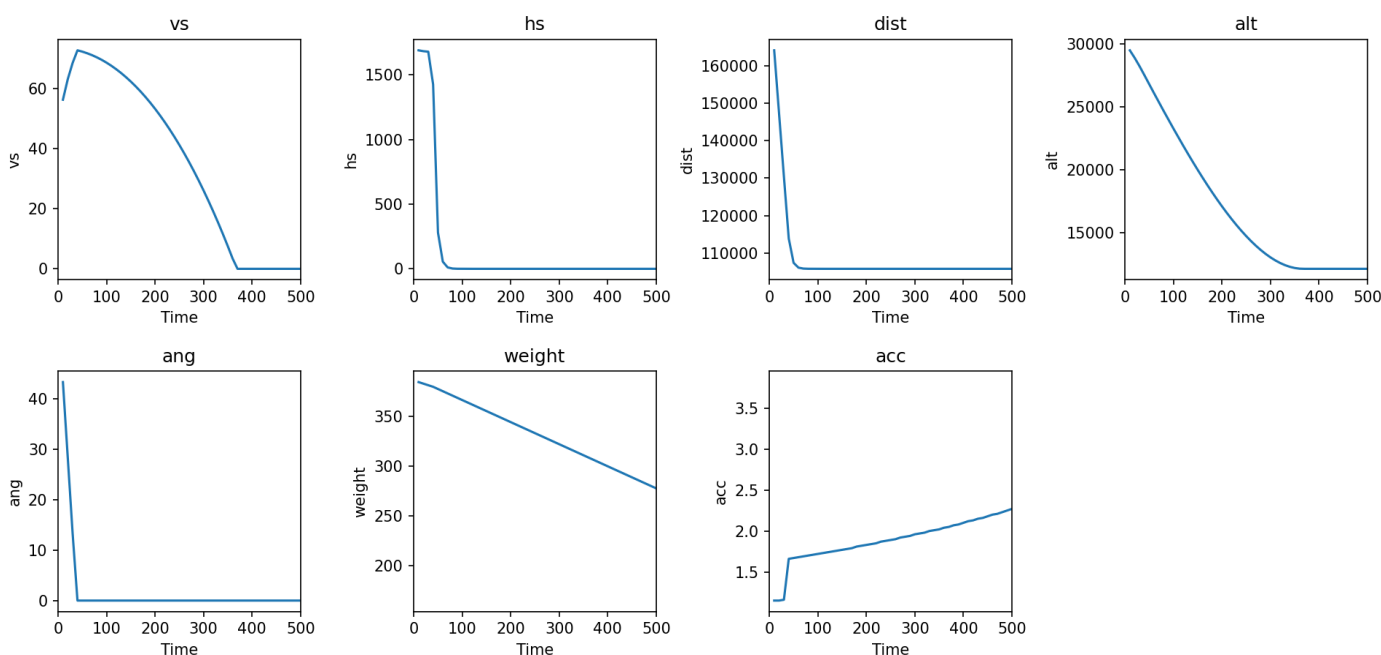 vs
hs
dist
alt
vs
60
40
20
0
0 100 200 300 400 500
Time
hs
1500
1000
500
0
0 100 200 300 400 500
Time
dist
160000
150000
140000
130000
120000
110000
0 100 200 300 400 500
Time
alt
30000
25000
20000
15000
0 100 200 300 400 500
Time
ang
weight
acc
ang
40
30
20
10
0
0 100 200 300 400 500
Time
weight
350
300
250
200
0 100 200 300 400 500
Time
acc
3.5
3.0
2.5
2.0
1.5
0 100 200 300 400 500
Time